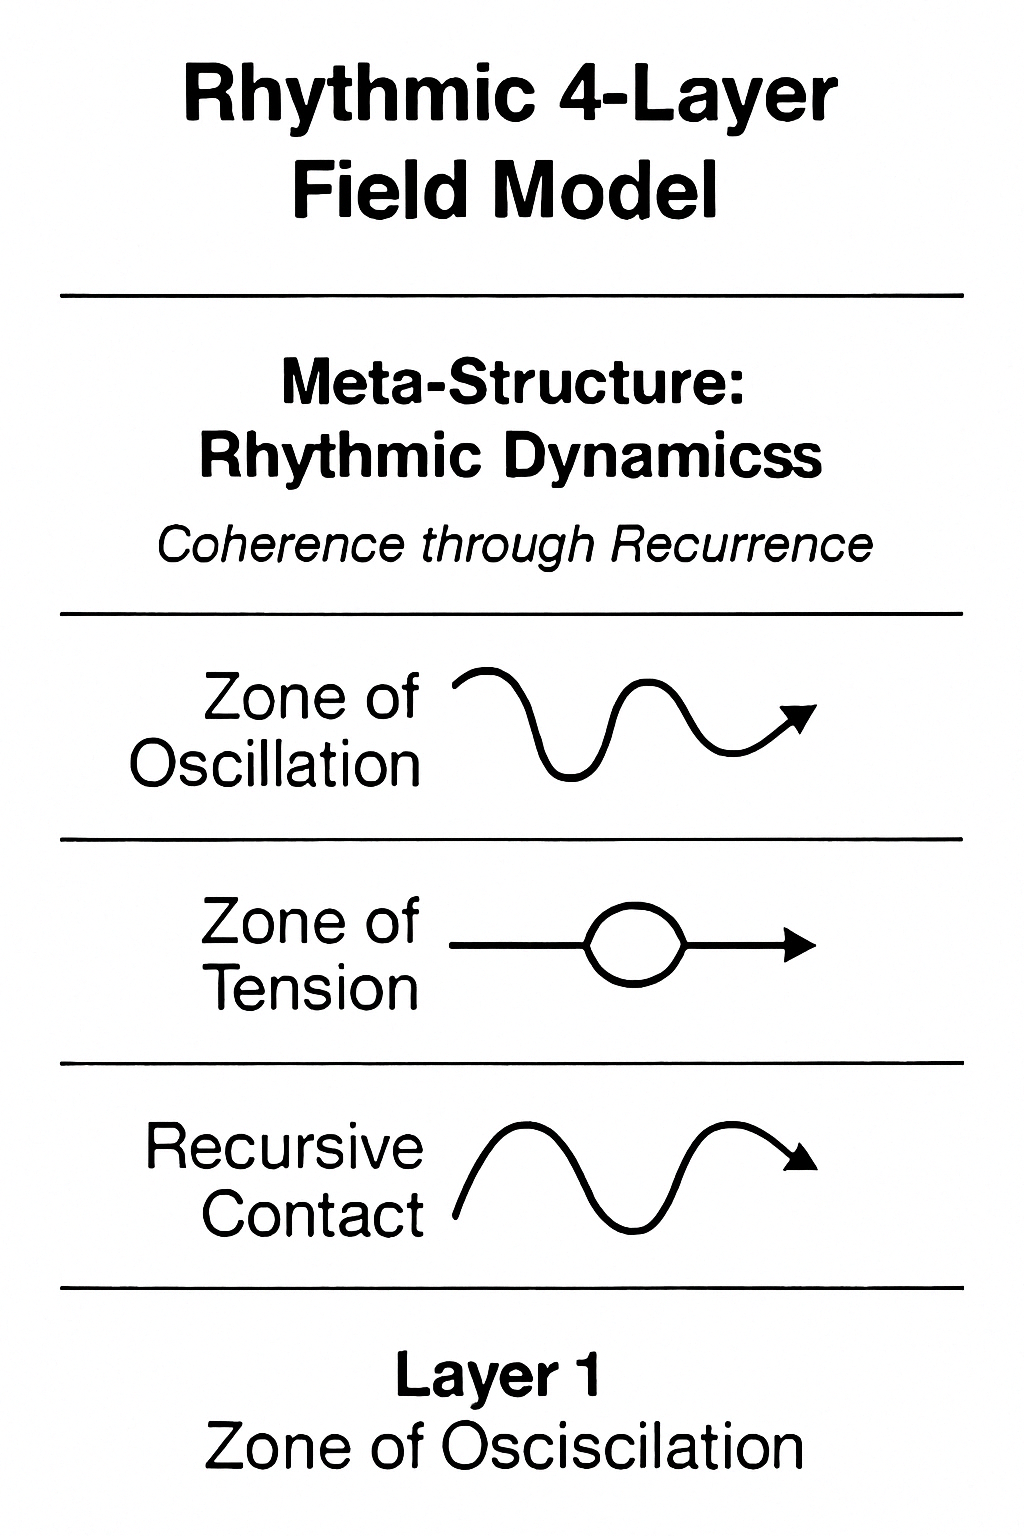 Rhythmic 4-Layer
Field Model
Meta-Structure:
Rhythmic Dynamicss
Coherence through Recurrence
Zone of
Oscillation
Zone of
Tension
Recursive
Contact
Layer 1
Zone of Osciscilation